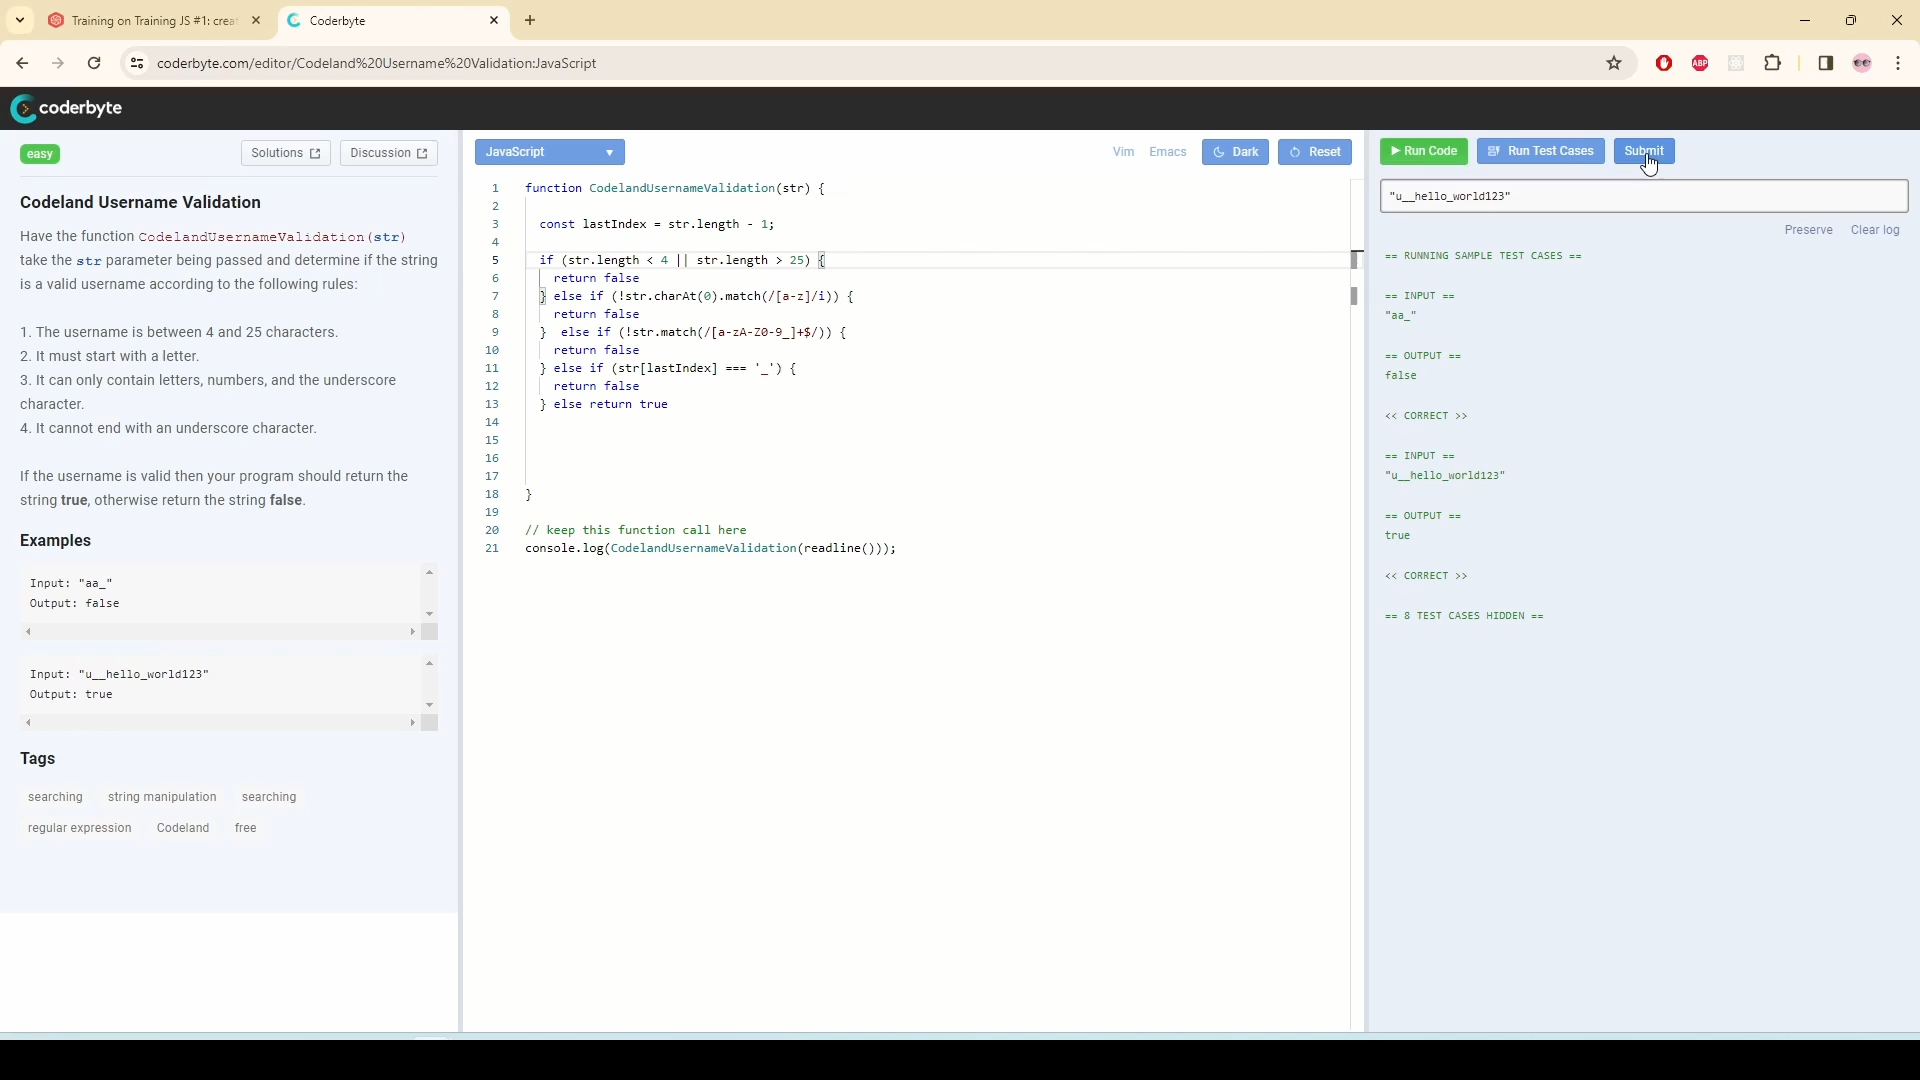 Training on Training JS #1: crea
Coderbyte
coderbyte.com/editor/Codeland%20Username%20Validation:JavaScript
ABP
coderbyte
easy
Solutions
Discussion
Codeland Username Validation
Have the function CodelandUsernameValidation(str)
take the str parameter being passed and determine if the string
is a valid username according to the following rules:
1. The username is between 4 and 25 characters.
2. It must start with a letter.
3. It can only contain letters, numbers, and the underscore
character.
4. It cannot end with an underscore character.
If the username is valid then your program should return the
string true, otherwise return the string false.
Examples
Input: "aa_"
Output: false
Input: "u__hello_world123"
Output: true
Tags
searching string manipulation searching
regular expression Codeland free
JavaScript
Vim Emacs Dark Reset
1 function CodelandUsernameValidation(str) {
2
3 const lastIndex = str.length - 1;
4
5 if (str.length < 4 || str.length > 25) {
6 return false
7 } else if (!str.charAt(0).match(/[a-z]/i)) {
8 return false
9 }  else if (!str.match(/[a-zA-Z0-9_]+$/)) {
10 return false
11 } else if (str[lastIndex] === '_') {
12 return false
13 } else return true
14
15
16
17
18 }
19
20 // keep this function call here
21 console.log(CodelandUsernameValidation(readline()));
Run Code Run Test Cases Submit
"u__hello_world123"
Preserve Clear log
== RUNNING SAMPLE TEST CASES ==
== INPUT ==
"aa_"
== OUTPUT ==
false
<< CORRECT >>
== INPUT ==
"u__hello_world123"
== OUTPUT ==
true
<< CORRECT >>
== 8 TEST CASES HIDDEN ==